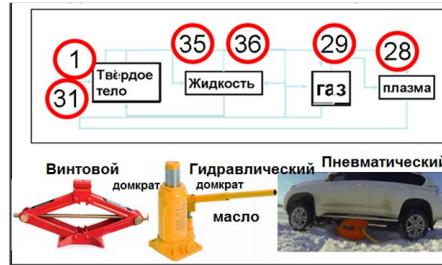 1 35 36 29 28
Твёрдое
тело
Жидкость
газ
плазма
31
Винтовой
домкрат
Гидравлический
домкрат
масло
Пневматический